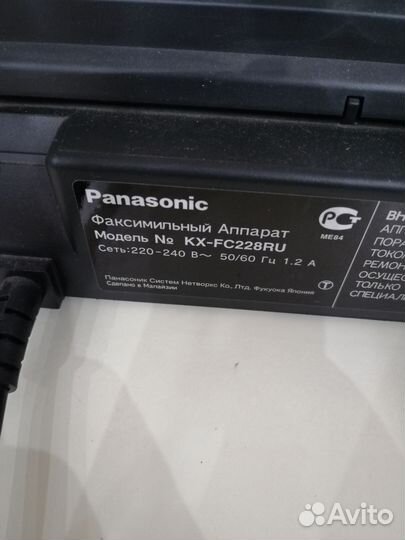 Panasonic
Факсимильный Аппарат
Модель № KX-FC228RU
Сеть:220-240 В~ 50/60 Гц 1.2 А
Панасоник Систем Нетворкс Ко., Лтд. Фукуока Япония
Сделано в Малайзии
РСТ
ME84
Т
ВН
АПП
ПОРА
ТОКО
РЕМОН
ОСУЩЕС
ТОЛЬКО
СПЕЦИАЛ
Avito